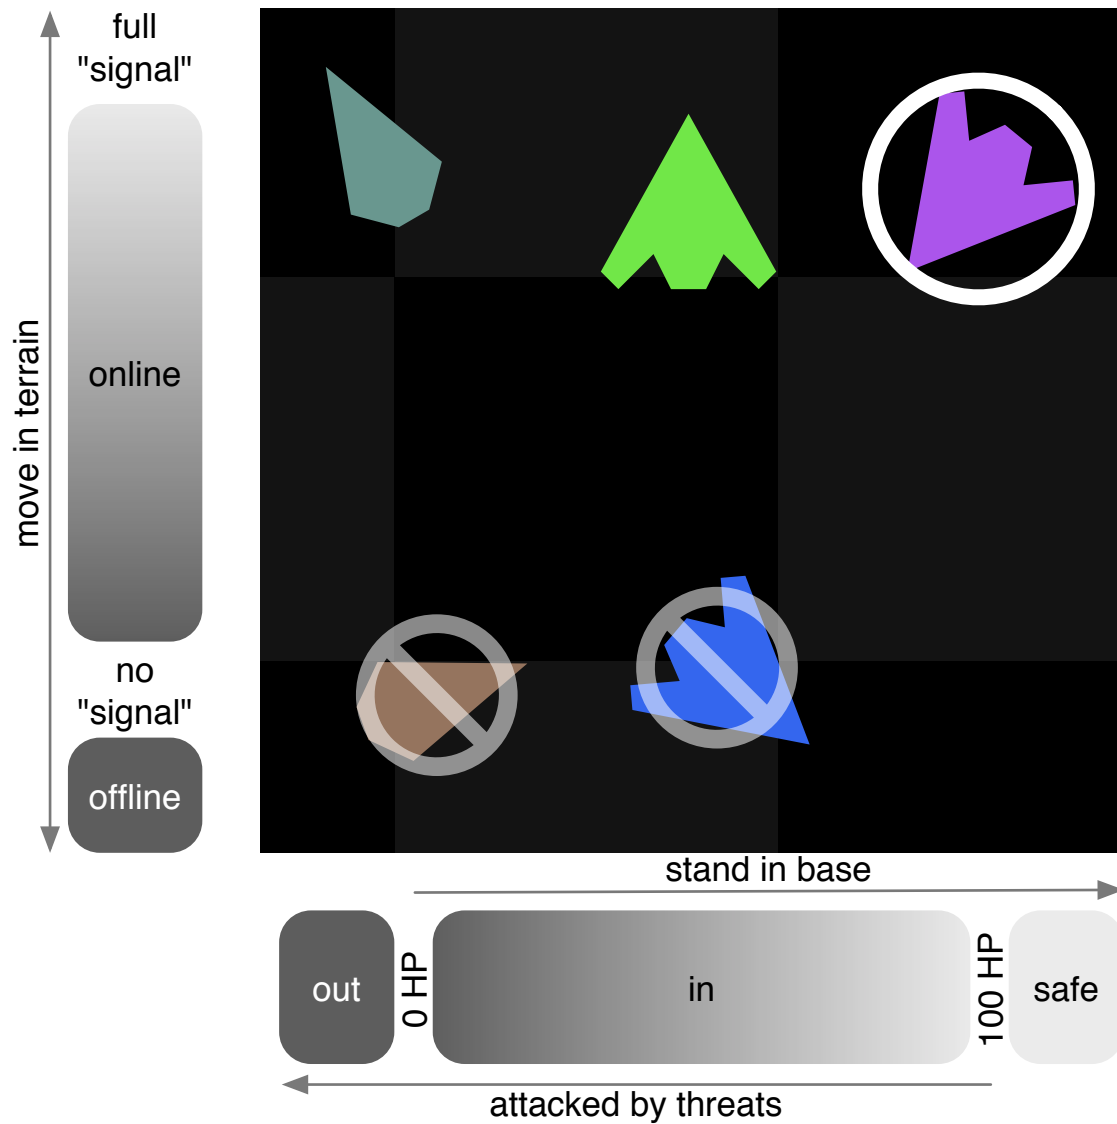 full
"signal"
move in terrain
online
no
"signal"
offline
stand in base
out
0 HP
in
100 HP
safe
attacked by threats